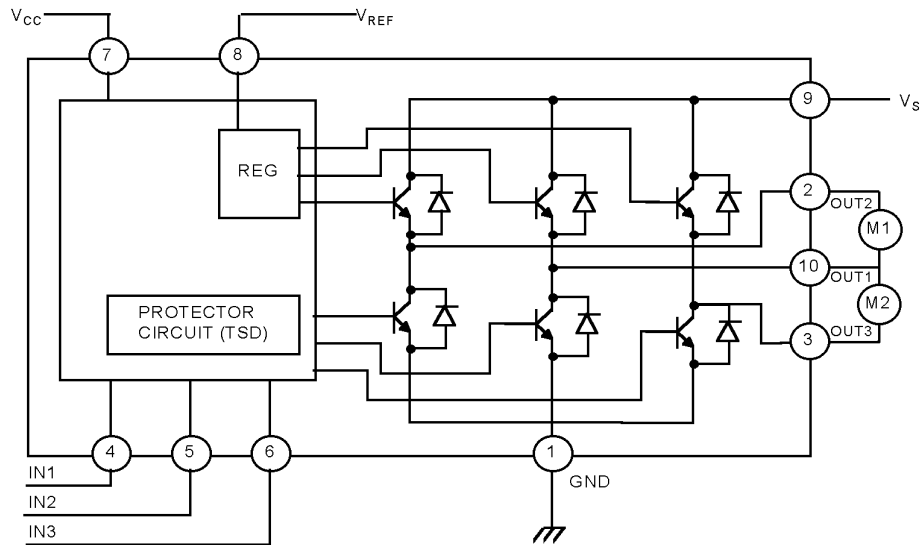 VCC
VREF
7
8
9
VS
REG
2
OUT2
M1
10
OUT1
M2
PROTECTOR
CIRCUIT (TSD)
3
OUT3
4
5
6
1
IN1
GND
IN2
IN3